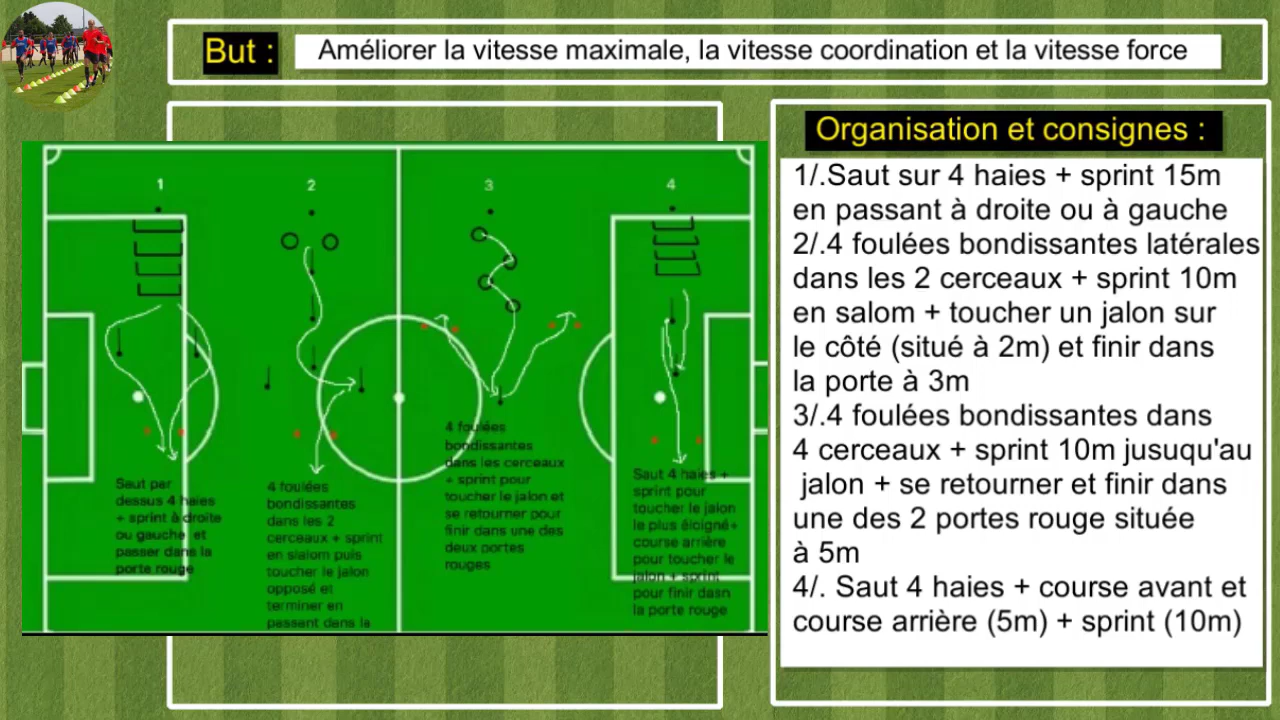 But :
Améliorer la vitesse maximale, la vitesse coordination et la vitesse force
Organisation et consignes :
1/.Saut sur 4 haies + sprint 15m
en passant à droite ou à gauche
2/.4 foulées bondissantes latérales
dans les 2 cerceaux + sprint 10m
en salom + toucher un jalon sur
le côté (situé à 2m) et finir dans
la porte à 3m
3/.4 foulées bondissantes dans
4 cerceaux + sprint 10m jusuqu'au
jalon + se retourner et finir dans
une des 2 portes rouge située
à 5m
4/. Saut 4 haies + course avant et
course arrière (5m) + sprint (10m)
1
2
3
4
Saut par
dessus 4 haies
+ sprint à droite
ou gauche et
passer dans la
porte rouge
4 foulées
bondissantes
dans les 2
cerceaux + sprint
en slalom puis
toucher le jalon
opposé et
terminer en
passant dans la
4 foulées
bondissantes
dans les cerceaux
+ sprint pour
toucher le jalon et
se retourner pour
finir dans une des
deux portes
rouges
Saut 4 haies +
sprint pour
toucher le jalon
le plus éloigné+
course arrière
pour toucher le
jalon + sprint
pour finir dasn
la porte rouge